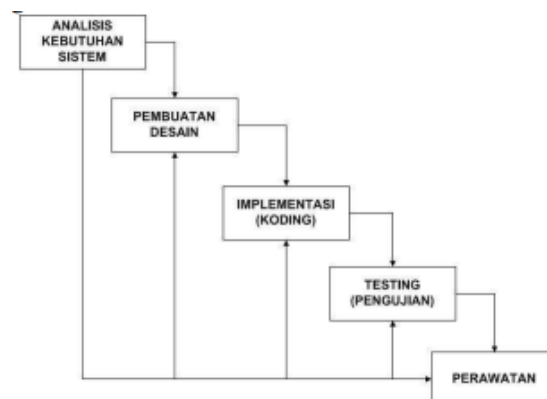 ANALISIS
KEBUTUHAN
SISTEM
PEMBUATAN
DESAIN
IMPLEMENTASI
(KODING)
TESTING
(PENGUJIAN)
PERAWATAN